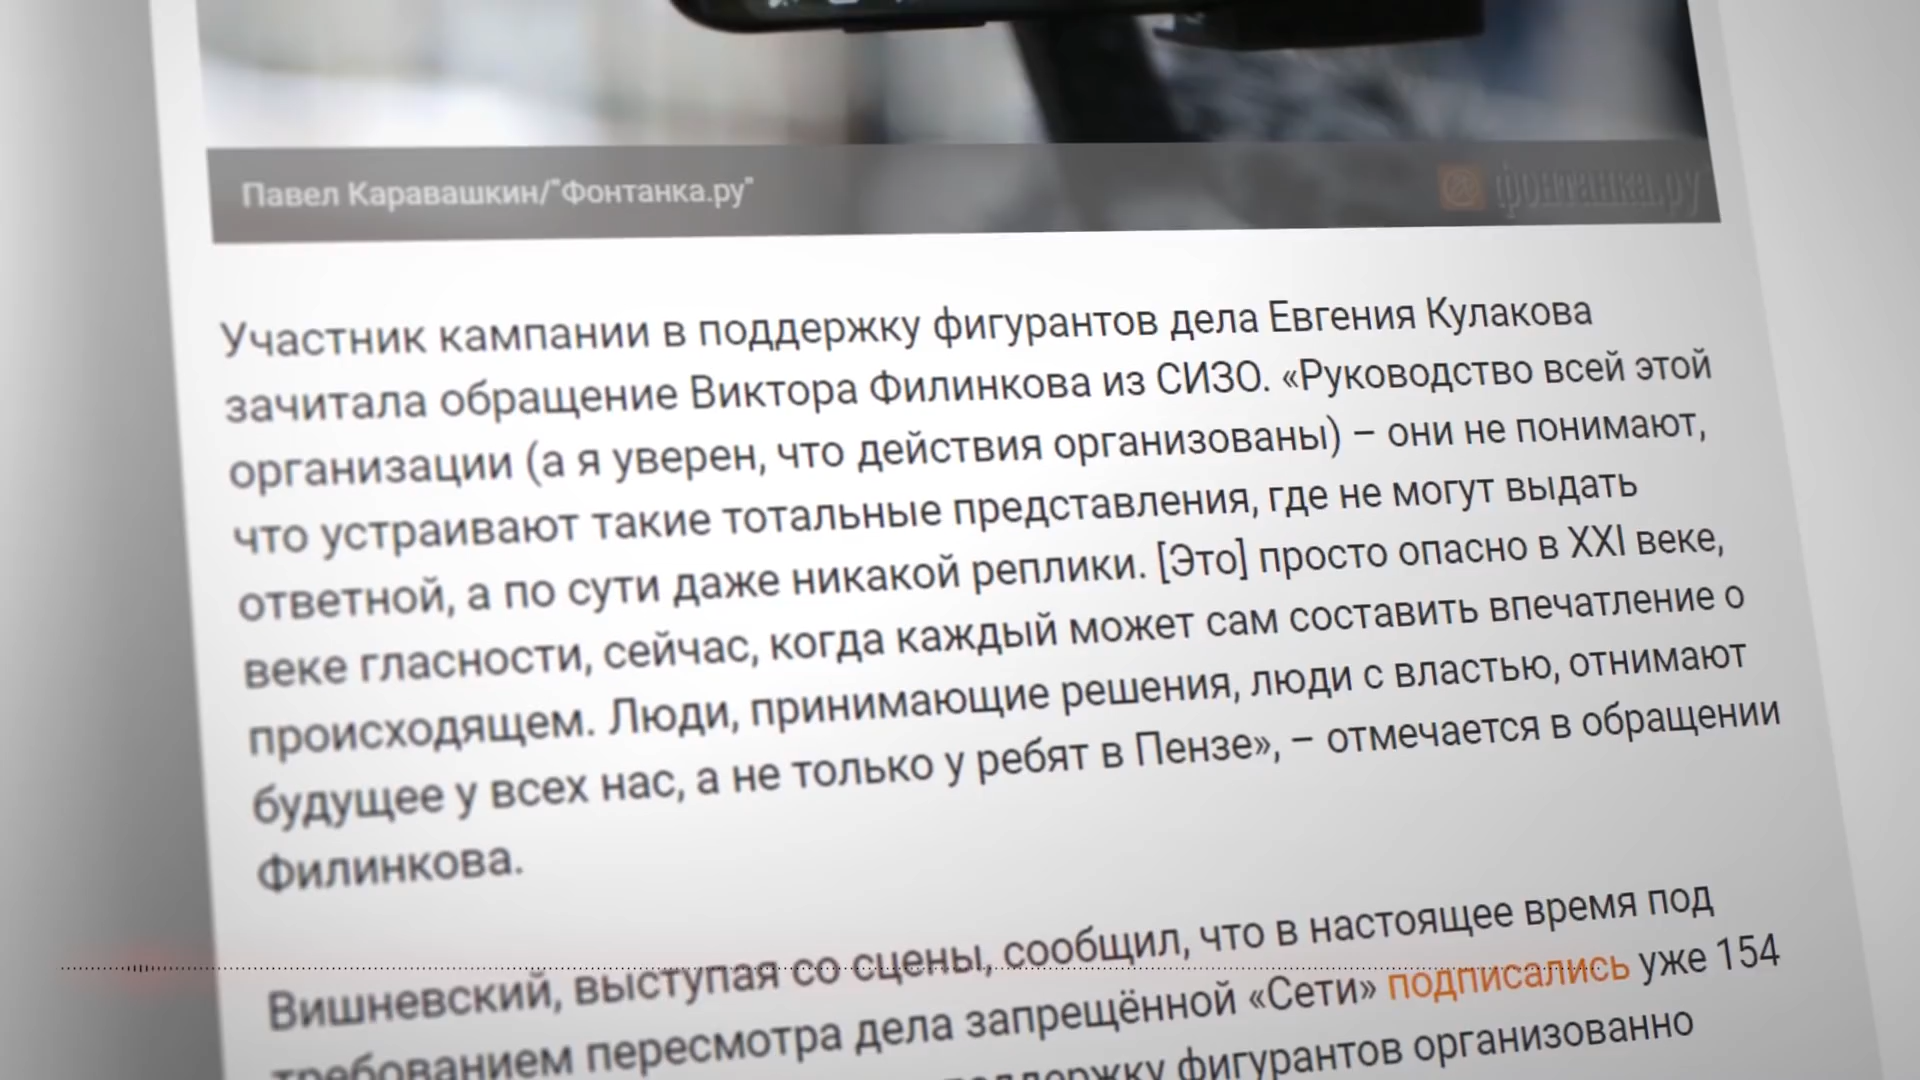 Павел Каравашкин/"Фонтанка.ру"
фонтанка.ру
Участник кампании в поддержку фигурантов дела Евгения Кулакова
зачитала обращение Виктора Филинкова из СИЗО. «Руководство всей этой
организации (а я уверен, что действия организованы) – они не понимают,
что устраивают такие тотальные представления, где не могут выдать
ответной, а по сути даже никакой реплики. [Это] просто опасно в XXI веке,
веке гласности, сейчас, когда каждый может сам составить впечатление о
происходящем. Люди, принимающие решения, люди с властью, отнимают
будущее у всех нас, а не только у ребят в Пензе», – отмечается в обращении
Филинкова.
Вишневский, выступая со сцены, сообщил, что в настоящее время под
требованием пересмотра дела запрещённой «Сети» подписались уже 154
поддержку фигурантов организованно